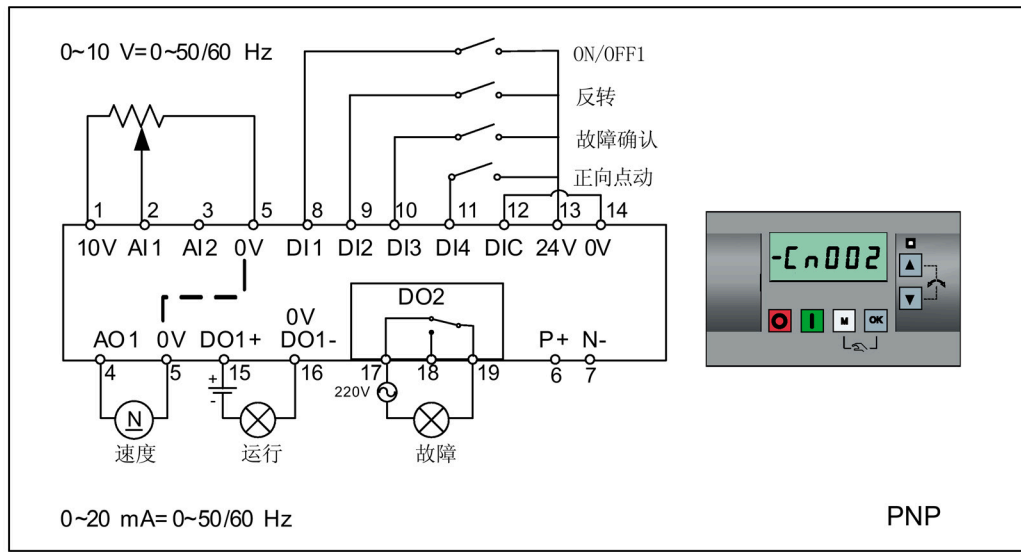 0~10 V=0~50/60 Hz
ON/OFF1
反转
故障确认
正向点动
1 2 3 5 8 9 10 11 12 13 14
10V AI1 AI2 0V DI1 DI2 DI3 DI4 DIC 24V 0V
-Cn002
DO2
0V
AO1 0V DO1+ DO1- P+ N-
4 5 15 16 17 18 19 6 7
M OK
+
-
220V
N
速度 运行 故障
0~20 mA=0~50/60 Hz
PNP